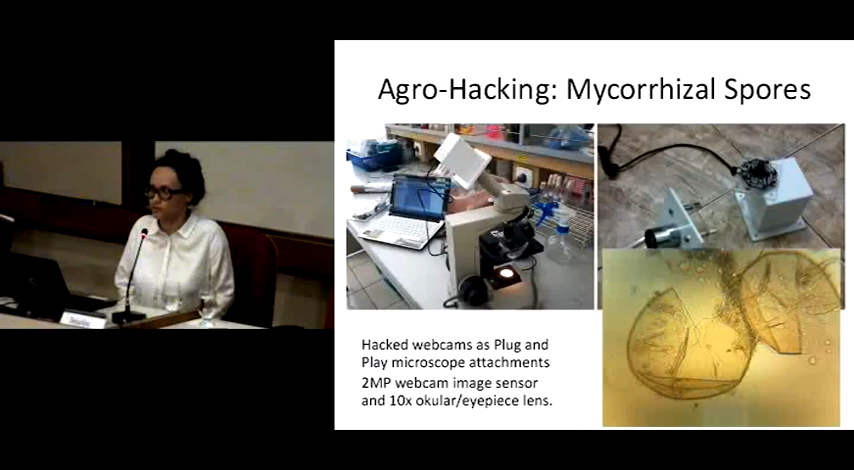 Agro-Hacking: Mycorrhizal Spores
Hacked webcams as Plug and
Play microscope attachments
2MP webcam image sensor
and 10x okular/eyepiece lens.